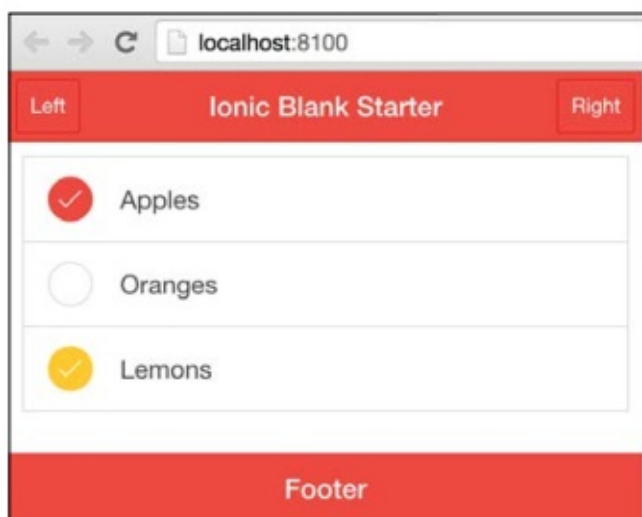 localhost:8100
Left Ionic Blank Starter Right
Apples
Oranges
Lemons
Footer